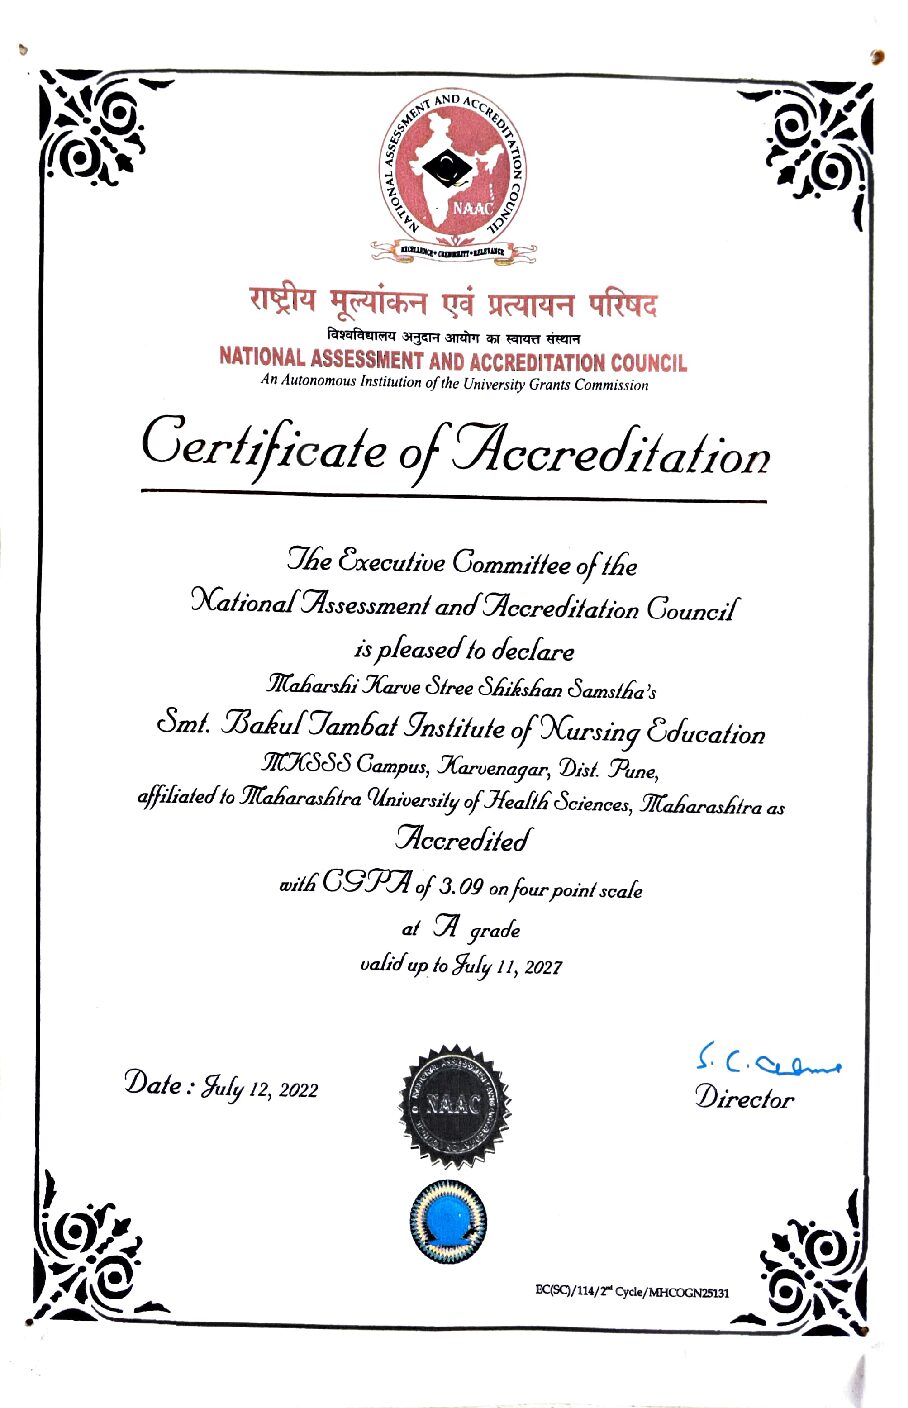 NATIONAL ASSESSMENT AND ACCREDITATION COUNCIL
NAAC
EXCELLENCE • CREDIBILITY • RELEVANCE
राष्ट्रीय मूल्यांकन एवं प्रत्यायन परिषद
विश्वविद्यालय अनुदान आयोग का स्वायत्त संस्थान
NATIONAL ASSESSMENT AND ACCREDITATION COUNCIL
An Autonomous Institution of the University Grants Commission
Certificate of Accreditation
The Executive Committee of the
National Assessment and Accreditation Council
is pleased to declare
Maharshi Karve Stree Shikshan Samstha's
Smt. Bakul Tambat Institute of Nursing Education
MKSSS Campus, Karvenagar, Dist. Pune,
affiliated to Maharashtra University of Health Sciences, Maharashtra as
Accredited
with CGPA of 3.09 on four point scale
at A grade
valid up to July 11, 2027
Date : July 12, 2022
S. C.
Director
NAAC
EC(SC)/114/2nd Cycle/MHCOGN25131